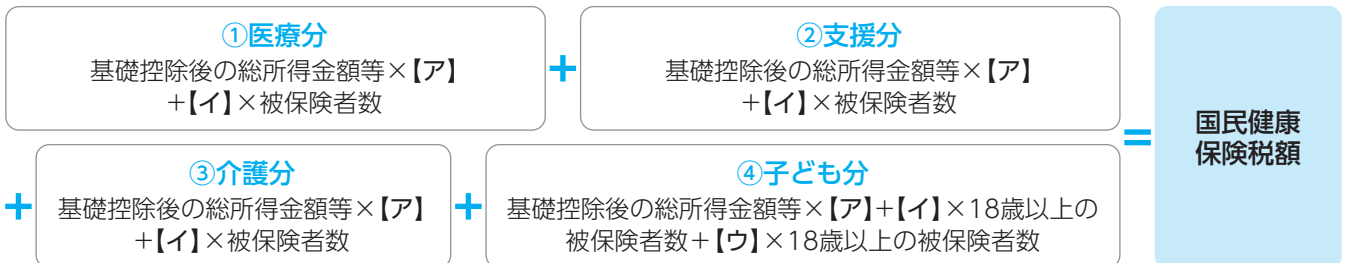 ①医療分
基礎控除後の総所得金額等×【ア】
+【イ】×被保険者数
+
②支援分
基礎控除後の総所得金額等×【ア】
+【イ】×被保険者数
+
③介護分
基礎控除後の総所得金額等×【ア】
+【イ】×被保険者数
+
④子ども分
基礎控除後の総所得金額等×【ア】+【イ】×18歳以上の
被保険者数+【ウ】×18歳以上の被保険者数
=
国民健康
保険税額